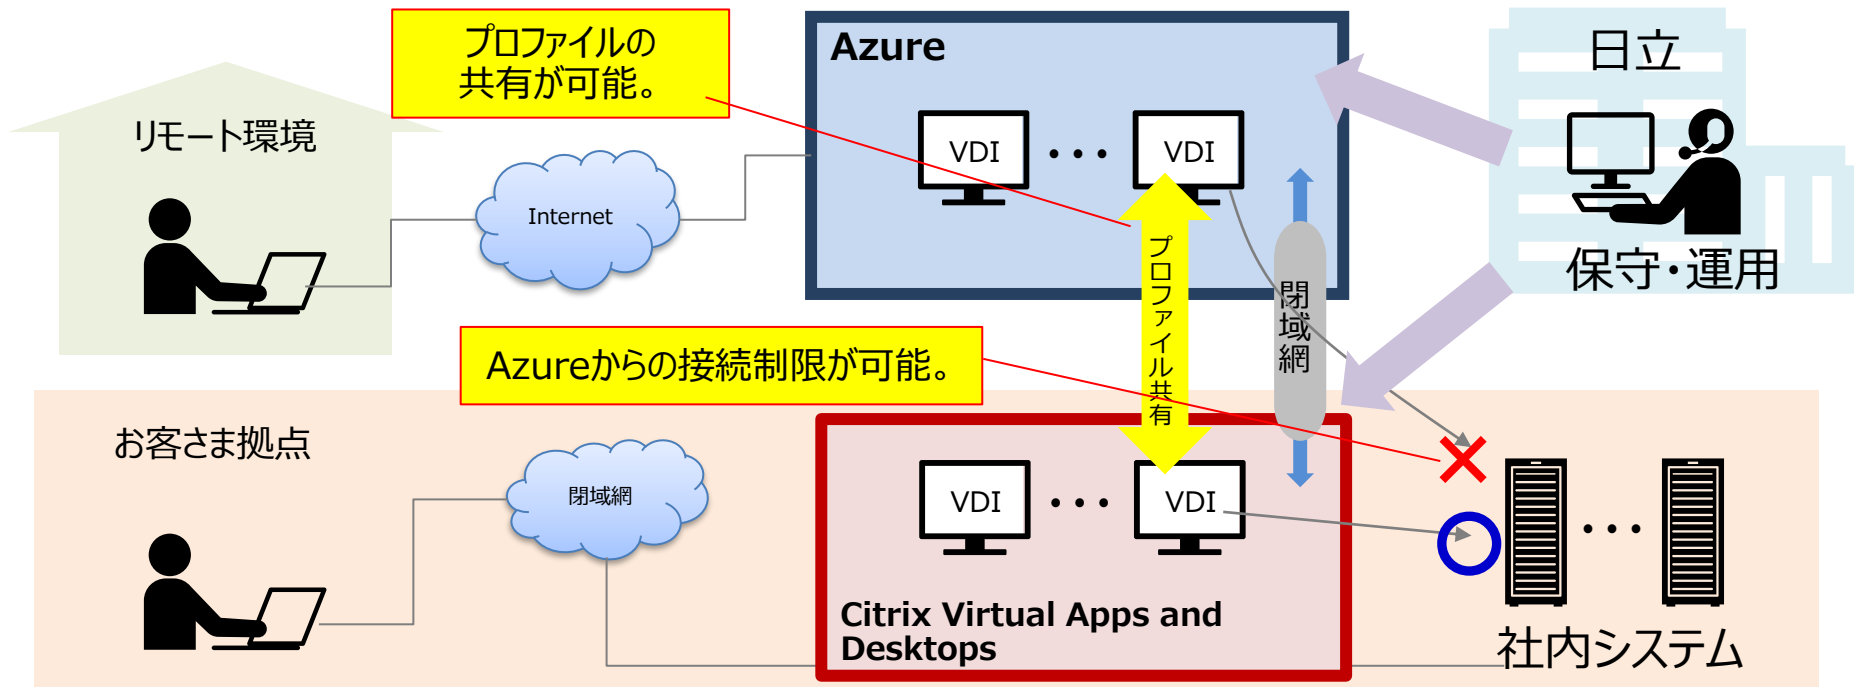 プロファイルの
共有が可能。
Azure
日立
リモート環境
VDI
・・・
VDI
Internet
プロファイル共有
閉域網
保守・運用
Azureからの接続制限が可能。
お客さま拠点
閉域網
VDI
・・・
VDI
・・・
Citrix Virtual Apps and
Desktops
社内システム